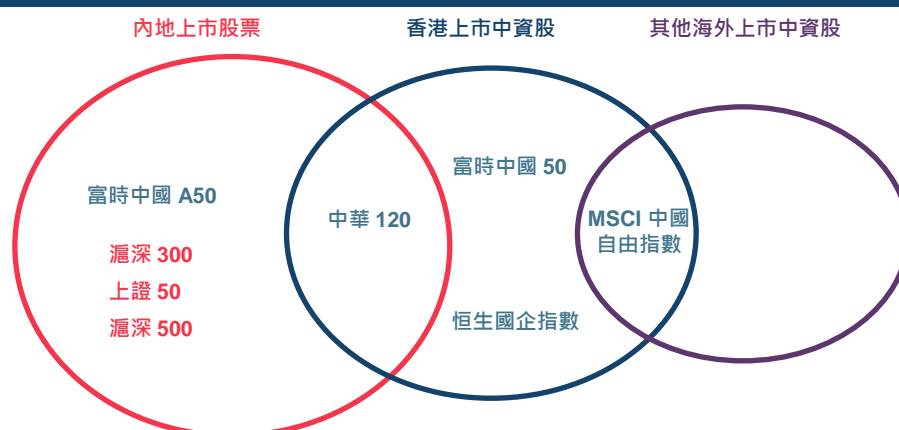 內地上市股票
香港上市中資股
其他海外上市中資股
富時中國 A50
滬深 300
上證 50
滬深 500
中華 120
富時中國 50
恒生國企指數
MSCI 中國
自由指數